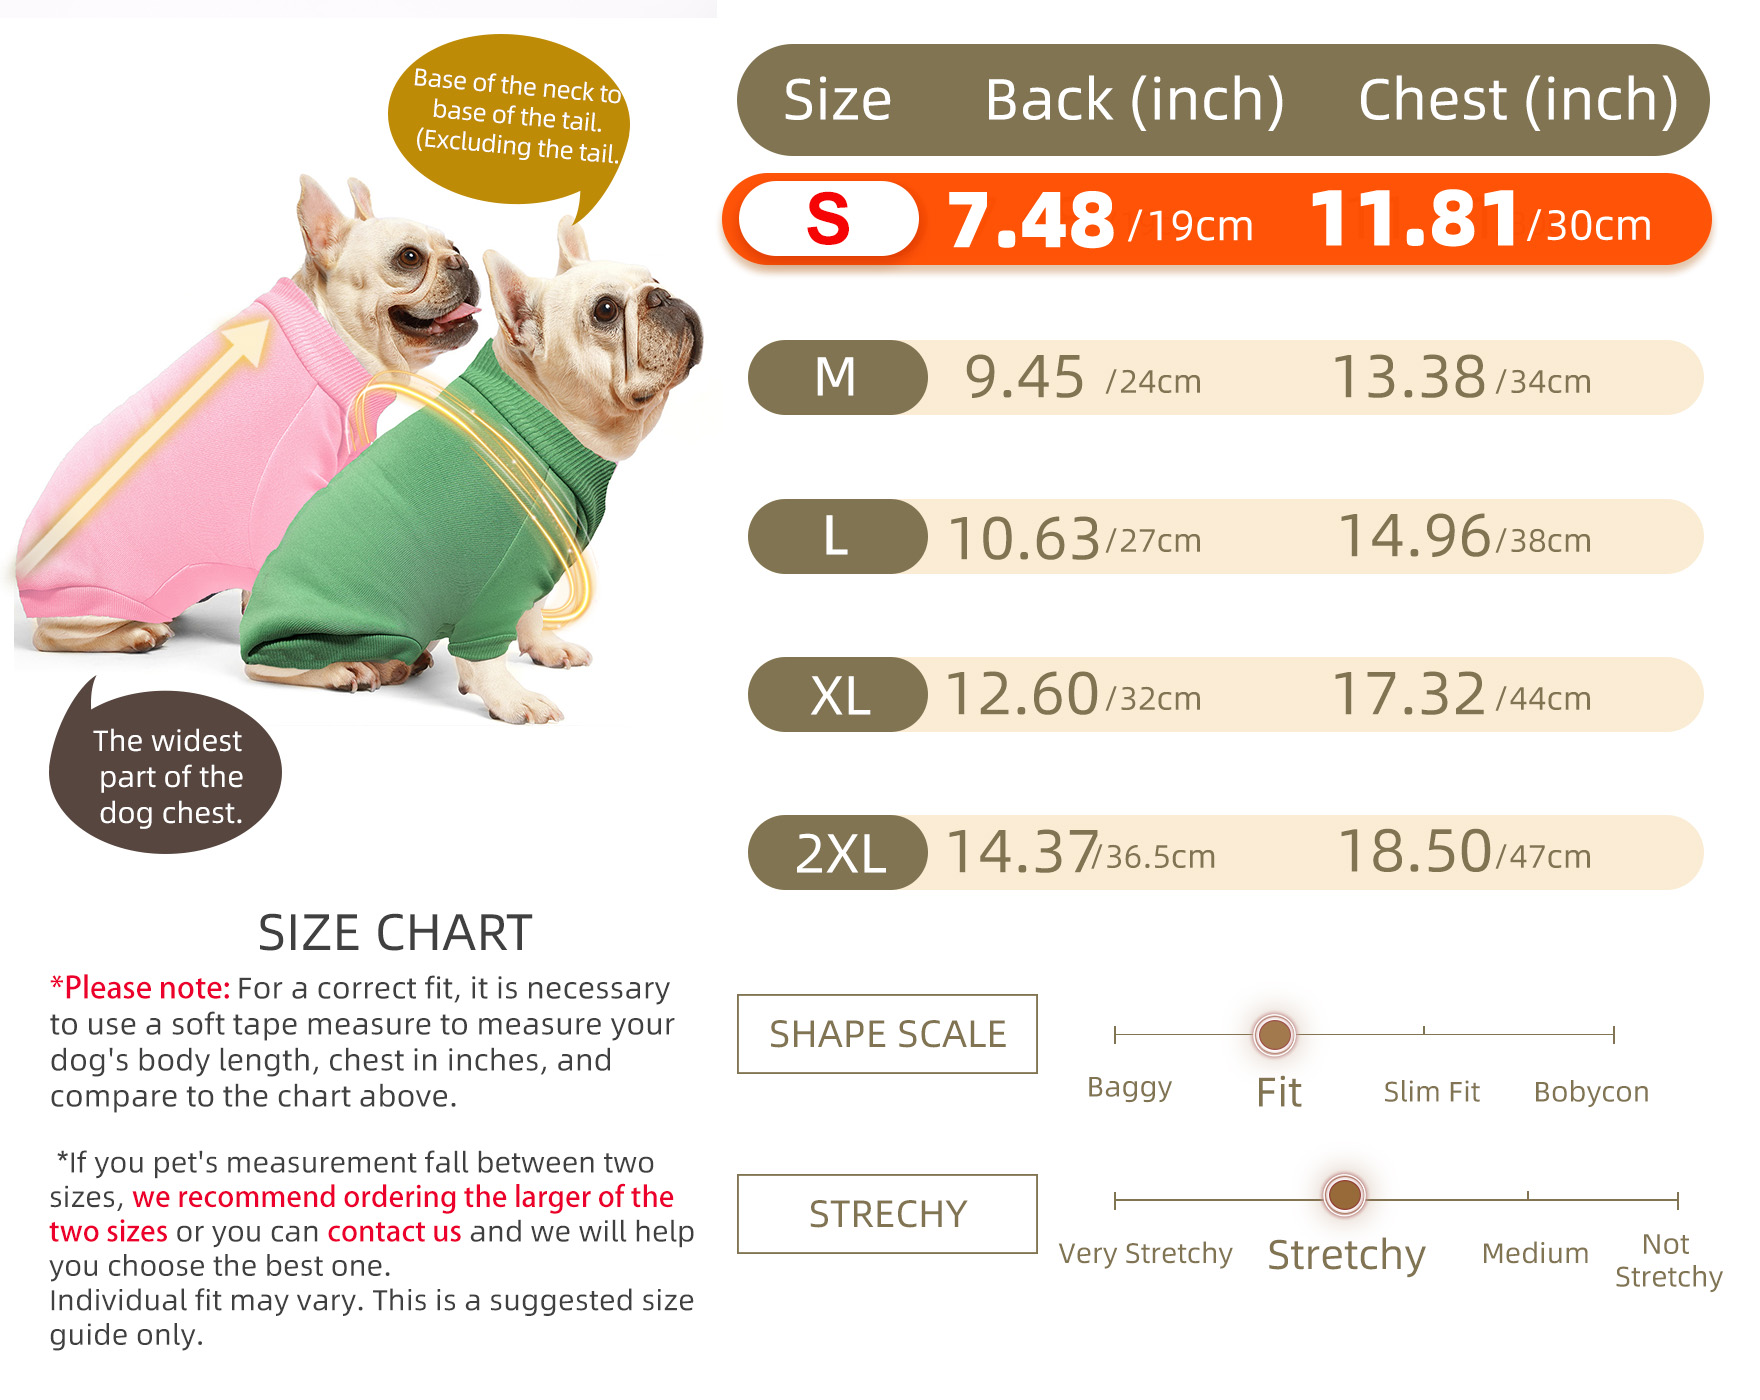 Base of the neck to
base of the tail.
(Excluding the tail.
The widest
part of the
dog chest.
Size Back (inch) Chest (inch)
S 7.48 /19cm 11.81/30cm
M 9.45 /24cm 13.38/34cm
L 10.63/27cm 14.96/38cm
XL 12.60/32cm 17.32/44cm
2XL 14.37/36.5cm 18.50/47cm
SIZE CHART
*Please note: For a correct fit, it is necessary
to use a soft tape measure to measure your
dog's body length, chest in inches, and
compare to the chart above.
*If you pet's measurement fall between two
sizes, we recommend ordering the larger of the
two sizes or you can contact us and we will help
you choose the best one.
Individual fit may vary. This is a suggested size
guide only.
SHAPE SCALE
Baggy Fit Slim Fit Bobycon
STRECHY
Very Stretchy Stretchy Medium Not
Stretchy